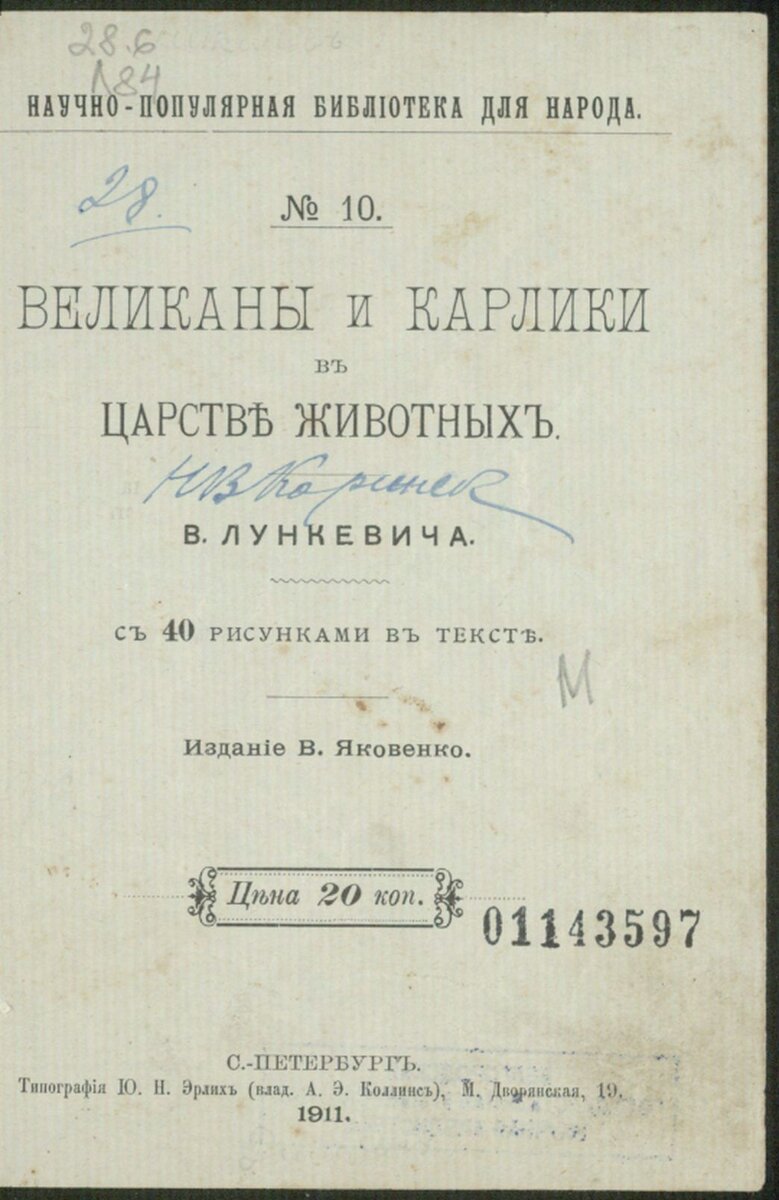 28.6
Л84
НАУЧНО-ПОПУЛЯРНАЯ БИБЛІОТЕКА ДЛЯ НАРОДА.
28.
№ 10.
ВЕЛИКАНЫ И КАРЛИКИ
ВЪ
ЦАРСТВѢ ЖИВОТНЫХЪ.
В. ЛУНКЕВИЧА.
СЪ 40 РИСУНКАМИ ВЪ ТЕКСТѢ.
М
Изданіе В. Яковенко.
Цѣна 20 коп.
01143597
С.-ПЕТЕРБУРГЪ.
Типографія Ю. Н. Эрлихъ (влад. А. Э. Коллинсъ), М. Дворянская, 19.
1911.